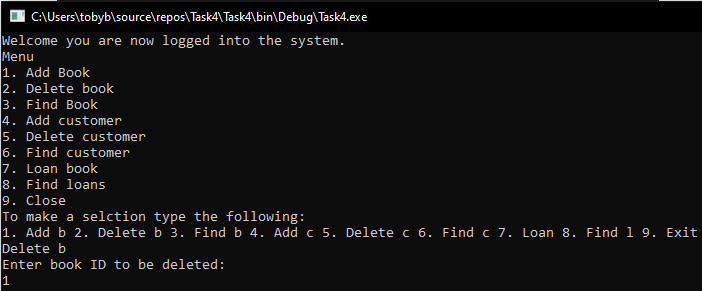 C:\Users\tobyb\source\repos\Task4\Task4\bin\Debug\Task4.exe
Welcome you are now logged into the system.
Menu
1. Add Book
2. Delete book
3. Find Book
4. Add customer
5. Delete customer
6. Find customer
7. Loan book
8. Find loans
9. Close
To make a selction type the following:
1. Add b 2. Delete b 3. Find b 4. Add c 5. Delete c 6. Find c 7. Loan 8. Find l 9. Exit
Delete b
Enter book ID to be deleted:
1